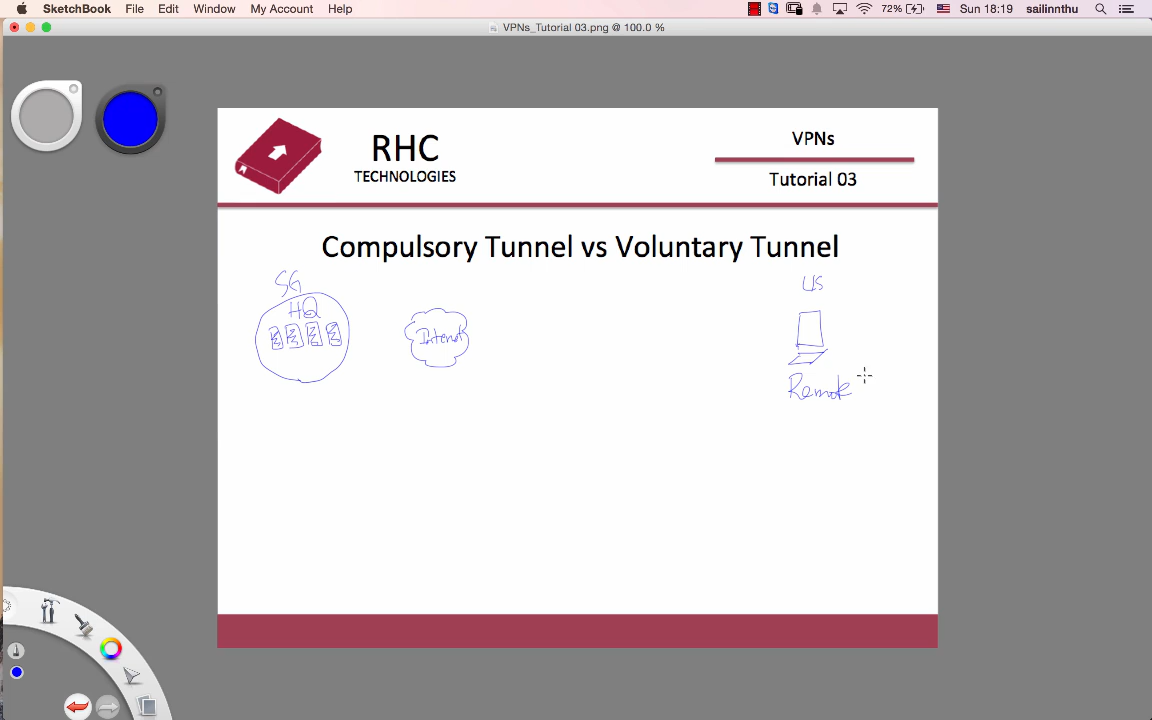 SketchBook File Edit Window My Account Help 72% Sun 18:19 sailinnthu
VPNs_Tutorial 03.png @ 100.0 %
RHC
TECHNOLOGIES
VPNs
Tutorial 03
Compulsory Tunnel vs Voluntary Tunnel
SG
HQ
US
Internet
Remote